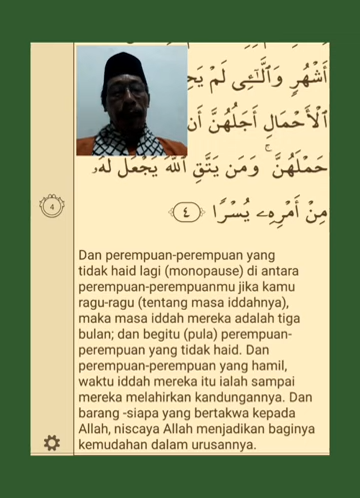 أَشْهُرٍ وَٱلَّٰٓـِٔى لَمْ
ٱلْأَحْمَالِ أَجَلُهُنَّ أَن
حَمْلَهُنَّ ۚ وَمَن يَتَّقِ ٱللَّهَ يَجْعَل لَّهُۥ
مِنْ أَمْرِهِۦ يُسْرًا ٤
4
Dan perempuan-perempuan yang
tidak haid lagi (monopause) di antara
perempuan-perempuanmu jika kamu
ragu-ragu (tentang masa iddahnya),
maka masa iddah mereka adalah tiga
bulan; dan begitu (pula) perempuan-
perempuan yang tidak haid. Dan
perempuan-perempuan yang hamil,
waktu iddah mereka itu ialah sampai
mereka melahirkan kandungannya. Dan
barang -siapa yang bertakwa kepada
Allah, niscaya Allah menjadikan baginya
kemudahan dalam urusannya.